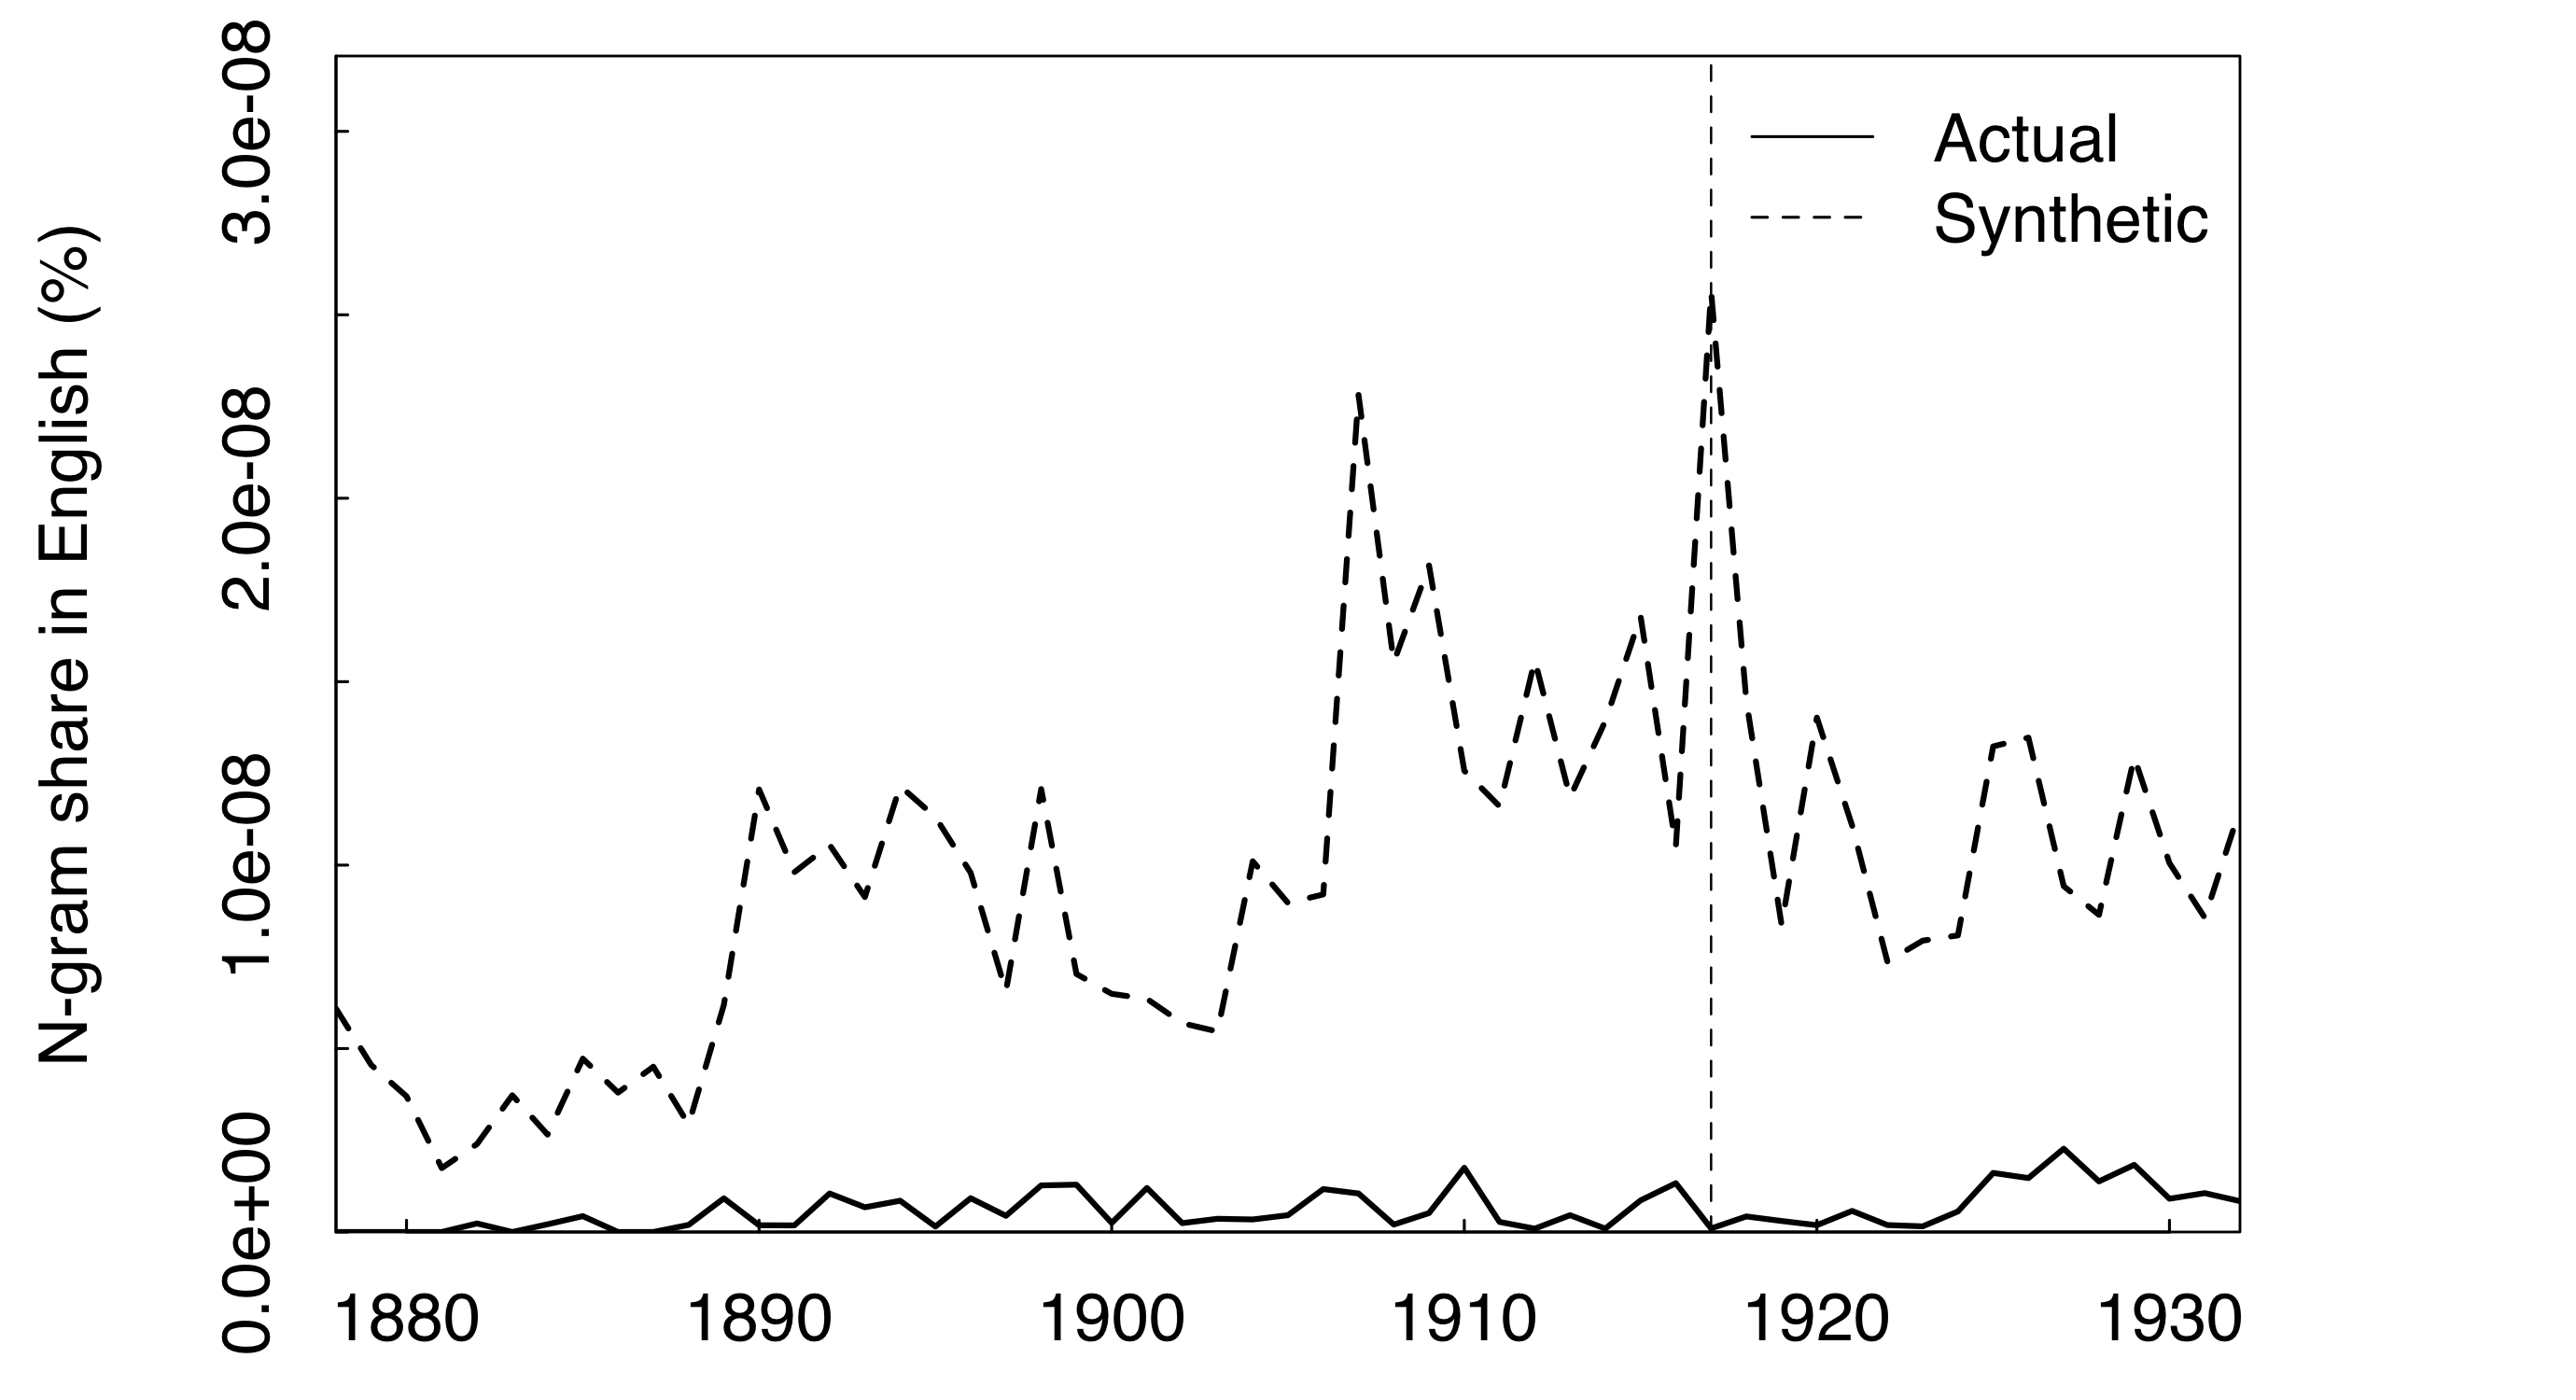 N-gram share in English (%)
3.0e-08
2.0e-08
1.0e-08
0.0e+00
Actual
Synthetic
1880 1890 1900 1910 1920 1930